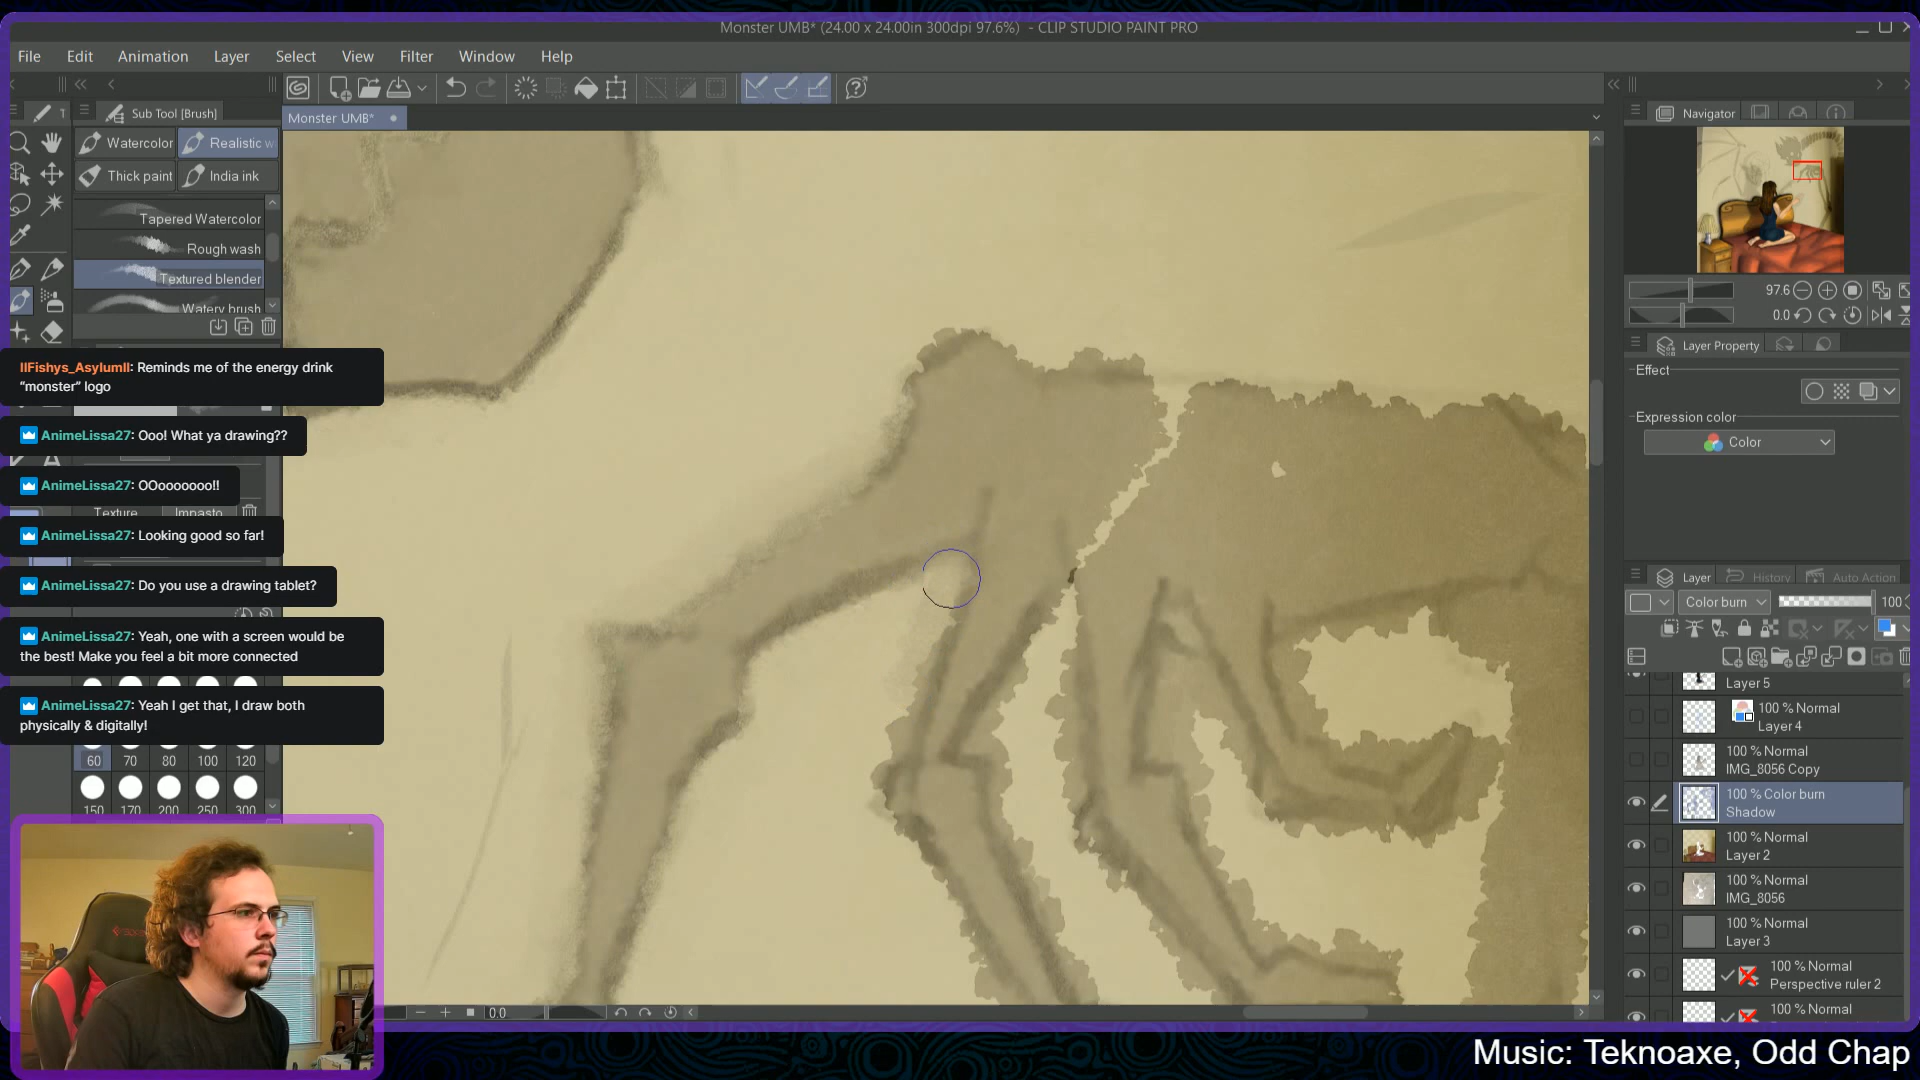 Monster UMB* (24.00 x 24.00in 300dpi 97.6%) - CLIP STUDIO PAINT PRO
File Edit Animation Layer Select View Filter Window Help
Sub Tool [Brush]
Monster UMB*
Navigator
Watercolor
Realistic w
Thick paint
India ink
Tapered Watercolor
Rough wash
Textured blender
Watery brush
97.6
0.0
Layer Property
Effect
Expression color
Color
IIFishys_AsylumII: Reminds me of the energy drink
“monster” logo
AnimeLissa27: Ooo! What ya drawing??
AnimeLissa27: OOooooooo!!
Texture Impasto
AnimeLissa27: Looking good so far!
AnimeLissa27: Do you use a drawing tablet?
AnimeLissa27: Yeah, one with a screen would be
the best! Make you feel a bit more connected
AnimeLissa27: Yeah I get that, I draw both
physically & digitally!
60 70 80 100 120
150 170 200 250 300
Layer History Auto Action
Color burn 100
Layer 5
100 % Normal
Layer 4
100 % Normal
IMG_8056 Copy
100 % Color burn
Shadow
100 % Normal
Layer 2
100 % Normal
IMG_8056
100 % Normal
Layer 3
100 % Normal
Perspective ruler 2
100 % Normal
0.0
Music: Teknoaxe, Odd Chap